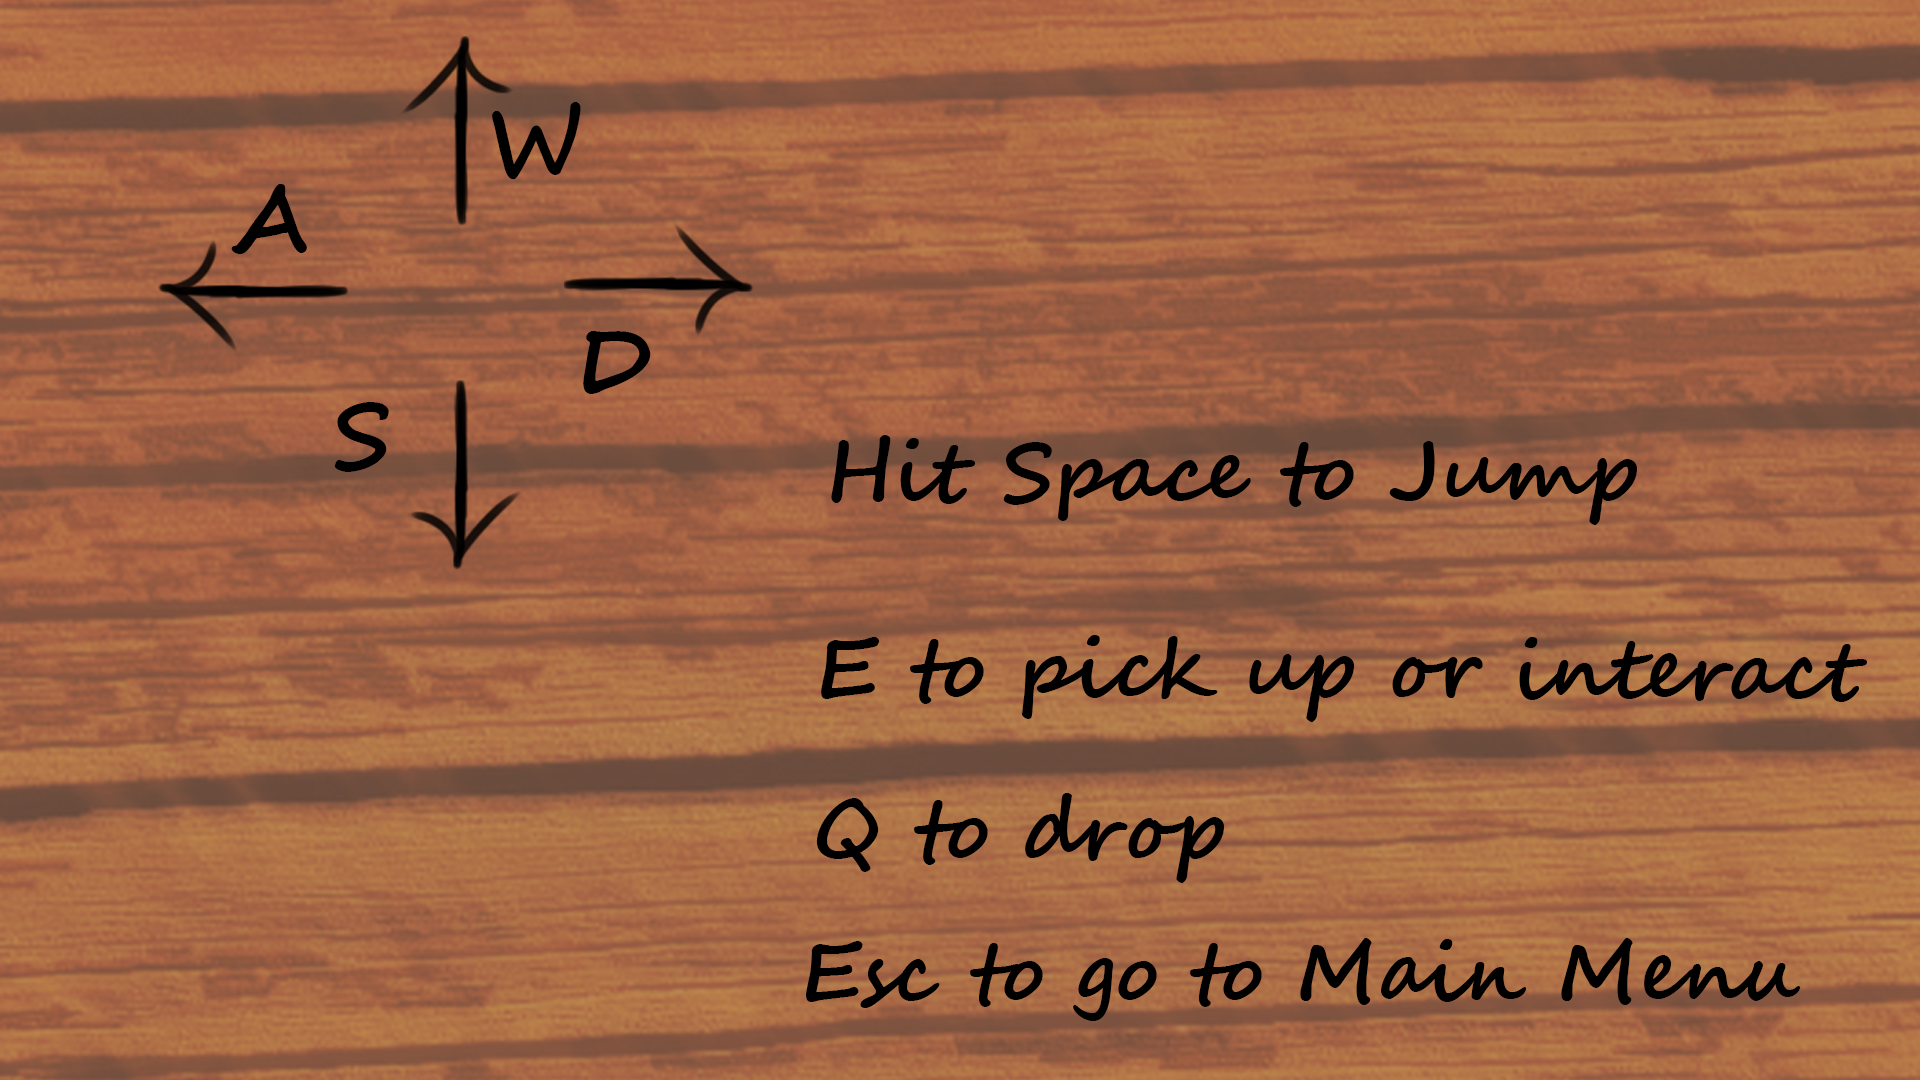 W
A
D
S
Hit Space to Jump
E to pick up or interact
Q to drop
Esc to go to Main Menu